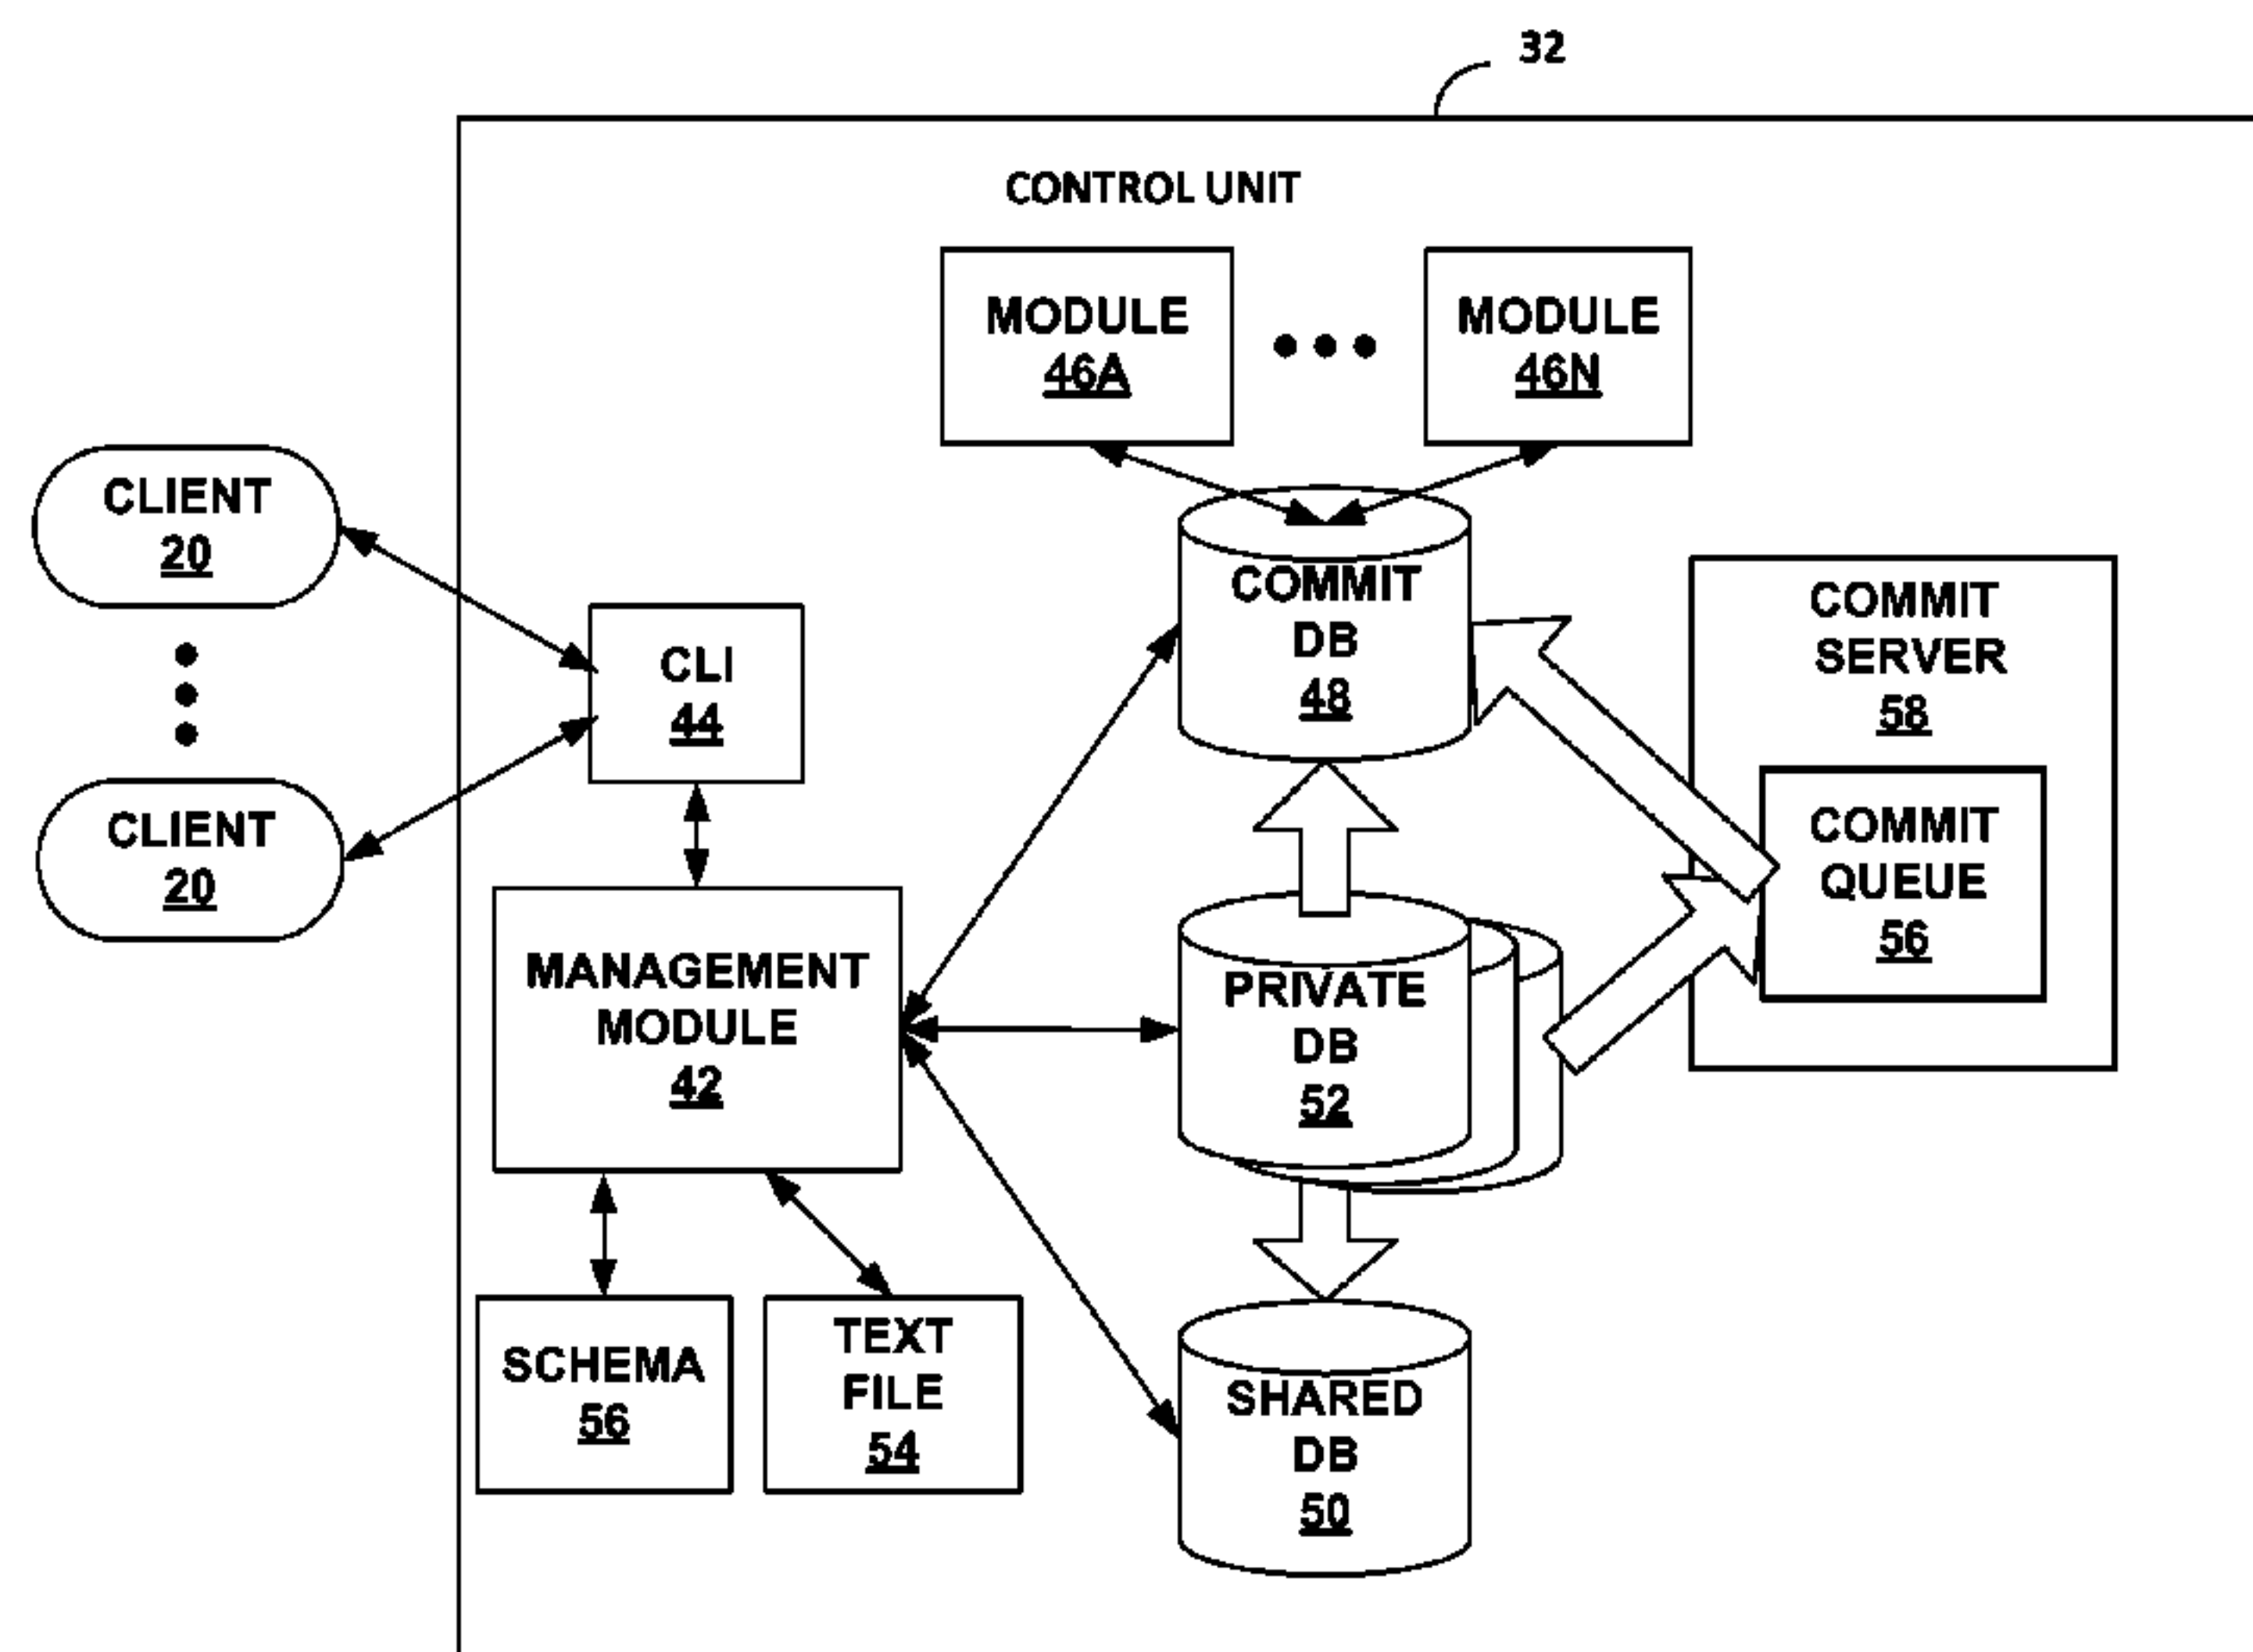 32
CONTROL UNIT
MODULE
46A
MODULE
46N
CLIENT
20
CLIENT
20
CLI
44
MANAGEMENT
MODULE
42
SCHEMA
56
TEXT
FILE
54
COMMIT
DB
48
PRIVATE
DB
52
SHARED
DB
50
COMMIT
SERVER
58
COMMIT
QUEUE
56